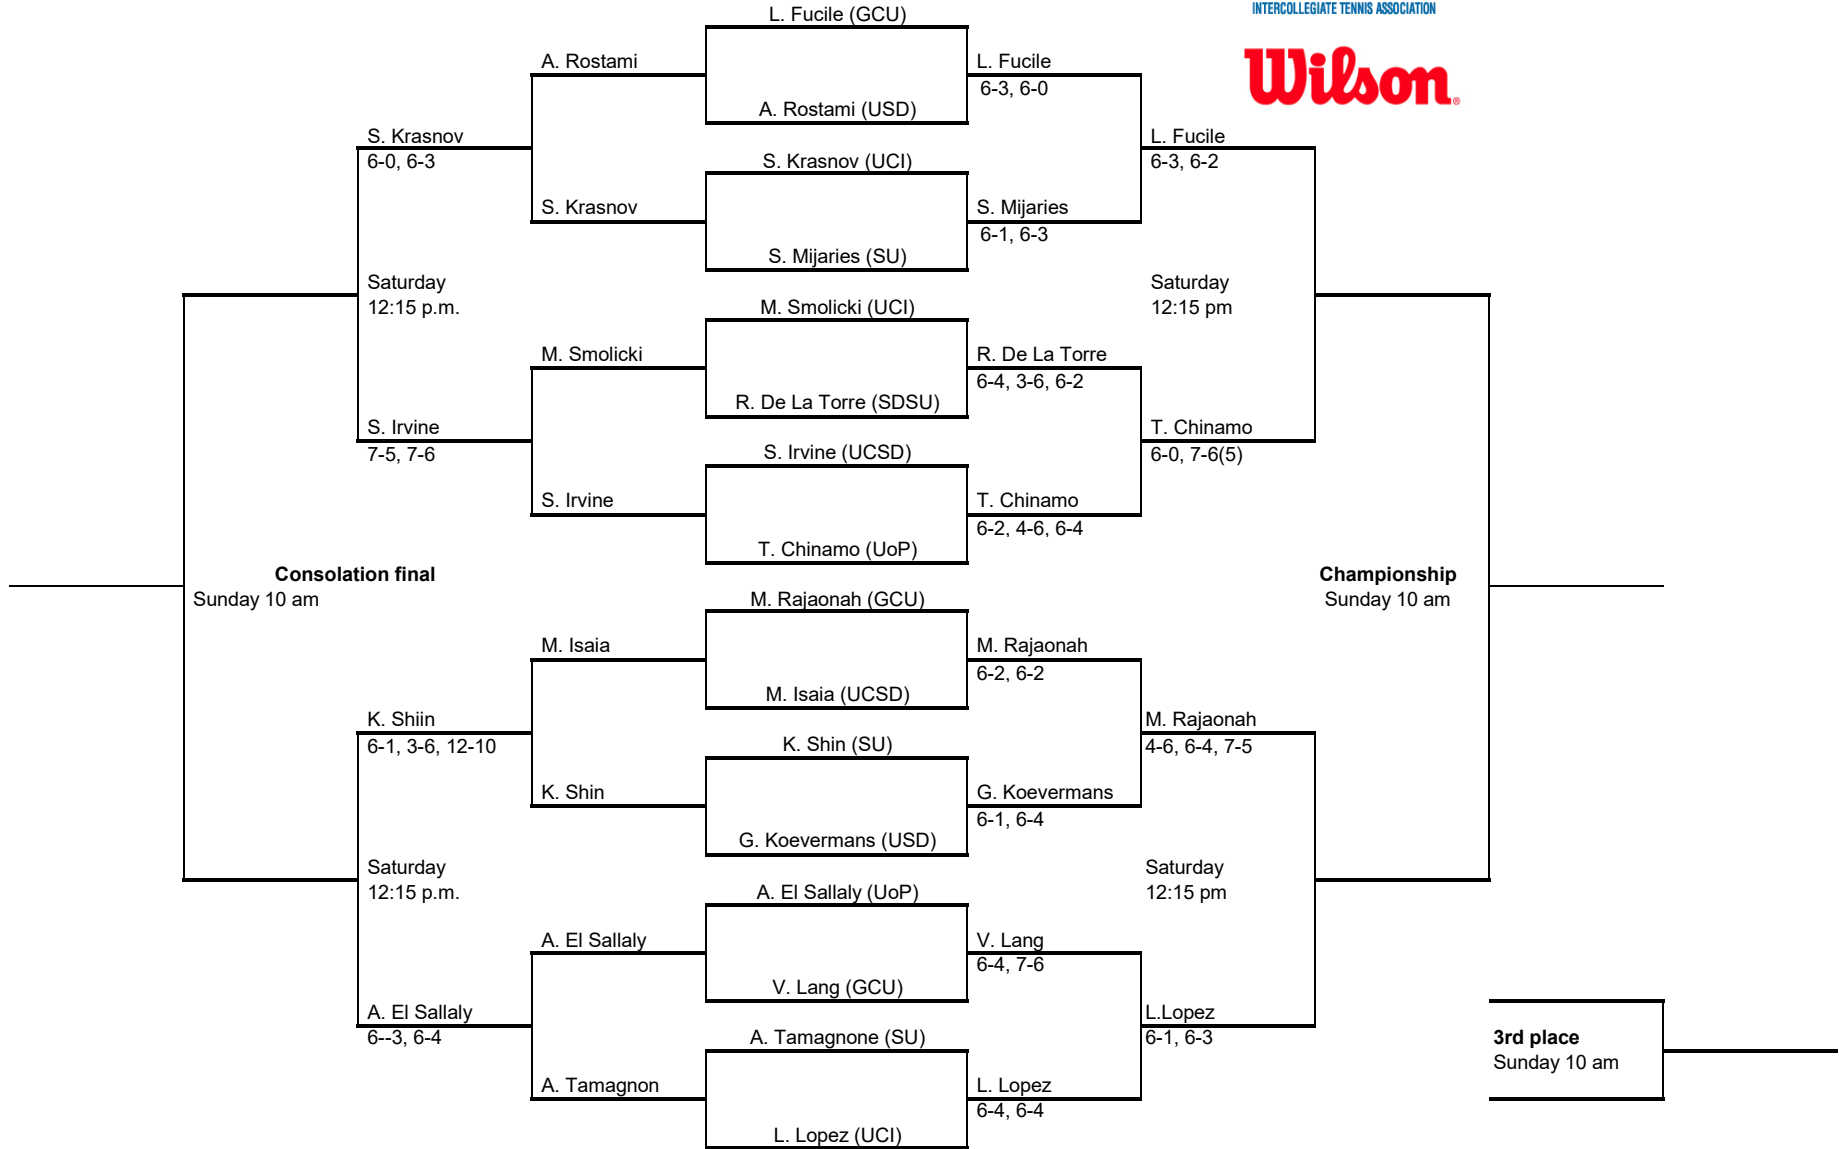 L. Fucile (GCU)
INTERCOLLEGIATE TENNIS ASSOCIATION
A. Rostami
L. Fucile
Wilson®
6-3, 6-0
A. Rostami (USD)
S. Krasnov
L. Fucile
6-0, 6-3
S. Krasnov (UCI)
6-3, 6-2
S. Krasnov
S. Mijaries
6-1, 6-3
S. Mijaries (SU)
Saturday
Saturday
12:15 p.m.
M. Smolicki (UCI)
12:15 pm
M. Smolicki
R. De La Torre
6-4, 3-6, 6-2
R. De La Torre (SDSU)
S. Irvine
T. Chinamo
7-5, 7-6
S. Irvine (UCSD)
6-0, 7-6(5)
S. Irvine
T. Chinamo
6-2, 4-6, 6-4
T. Chinamo (UoP)
Consolation final
Championship
Sunday 10 am
M. Rajaonah (GCU)
Sunday 10 am
M. Isaia
M. Rajaonah
6-2, 6-2
M. Isaia (UCSD)
K. Shiin
M. Rajaonah
6-1, 3-6, 12-10
K. Shin (SU)
4-6, 6-4, 7-5
K. Shin
G. Koevermans
6-1, 6-4
G. Koevermans (USD)
Saturday
Saturday
12:15 p.m.
A. El Sallaly (UoP)
12:15 pm
A. El Sallaly
V. Lang
6-4, 7-6
V. Lang (GCU)
A. El Sallaly
L.Lopez
6--3, 6-4
A. Tamagnone (SU)
6-1, 6-3
3rd place
Sunday 10 am
A. Tamagnon
L. Lopez
6-4, 6-4
L. Lopez (UCI)